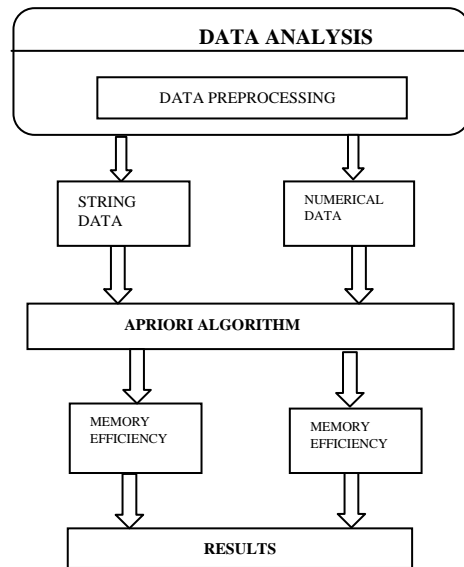 DATA ANALYSIS
DATA PREPROCESSING
STRING
DATA
NUMERICAL
DATA
APRIORI ALGORITHM
MEMORY
EFFICIENCY
MEMORY
EFFICIENCY
RESULTS